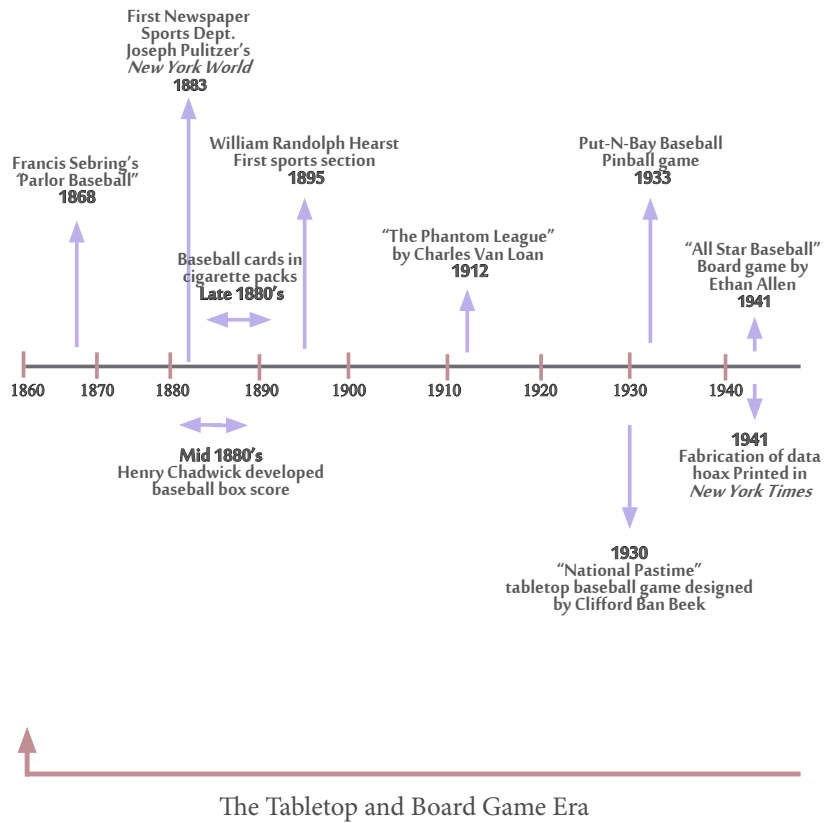 First Newspaper
Sports Dept.
Joseph Pulitzer's
New York World
1883
William Randolph Hearst
First sports section
1895
Put-N-Bay Baseball
Pinball game
1933
Francis Sebring's
"Parlor Baseball"
1868
"The Phantom League"
by Charles Van Loan
1912
"All Star Baseball"
Board game by
Ethan Allen
1941
Baseball cards in
cigarette packs
Late 1880's
1860 1870 1880 1890 1900 1910 1920 1930 1940
Mid 1880's
Henry Chadwick developed
baseball box score
1941
Fabrication of data
hoax Printed in
New York Times
1930
"National Pastime"
tabletop baseball game designed
by Clifford Ban Beek
The Tabletop and Board Game Era